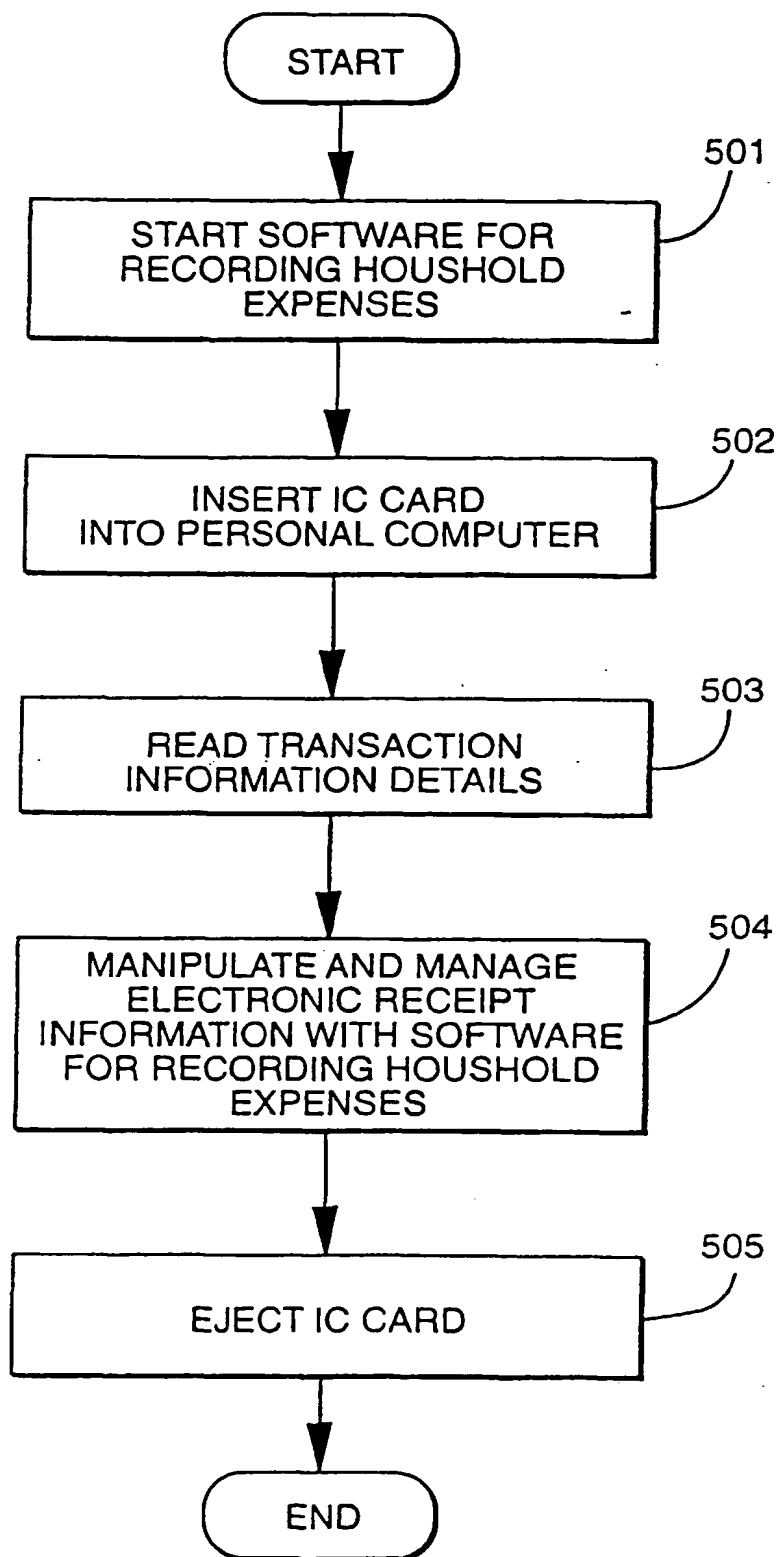 START
501
START SOFTWARE FOR
RECORDING HOUSHOLD
EXPENSES
502
INSERT IC CARD
INTO PERSONAL COMPUTER
503
READ TRANSACTION
INFORMATION DETAILS
504
MANIPULATE AND MANAGE
ELECTRONIC RECEIPT
INFORMATION WITH SOFTWARE
FOR RECORDING HOUSHOLD
EXPENSES
505
EJECT IC CARD
END